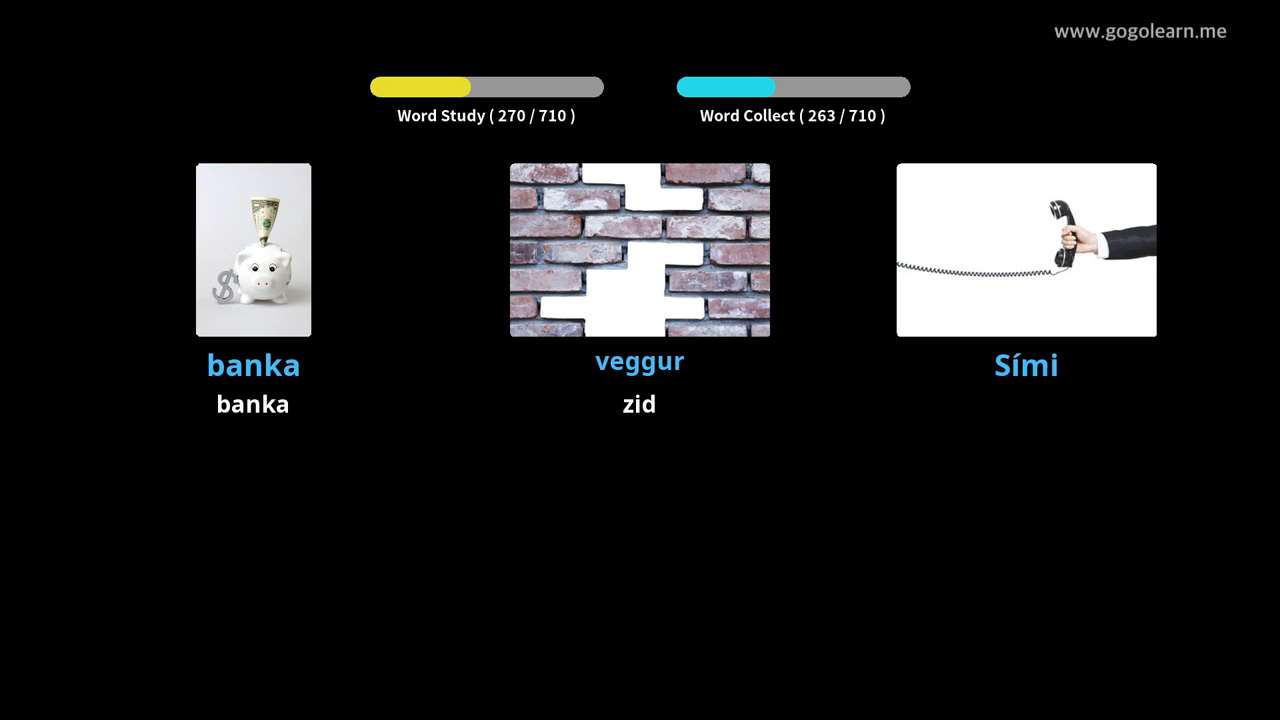 www.gogolearn.me
Word Study ( 270 / 710 )
Word Collect ( 263 / 710 )
banka
veggur
Sími
banka
zid